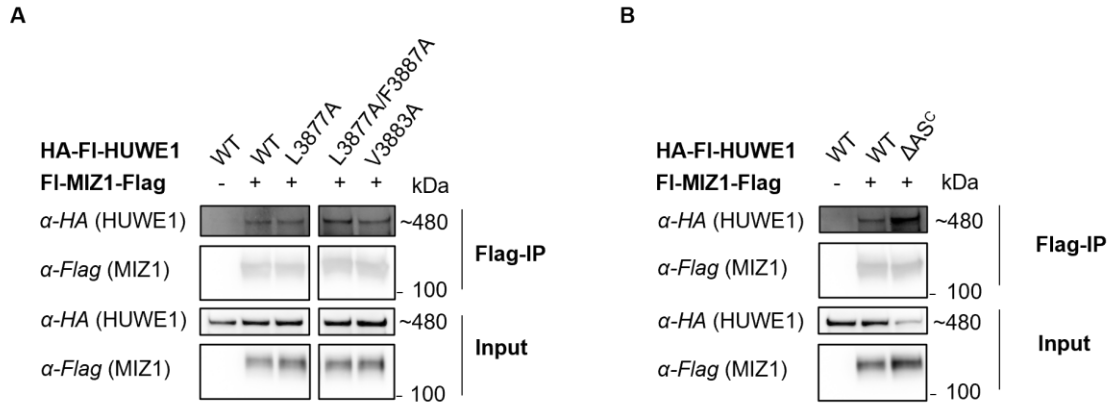 A
HA-Fl-HUWE1 WT WT L3877A L3877A/F3887A V3883A
Fl-MIZ1-Flag - + + + + kDa
α-HA (HUWE1) ~480
α-Flag (MIZ1) - 100
Flag-IP
α-HA (HUWE1) ~480
α-Flag (MIZ1) - 100
Input
B
HA-Fl-HUWE1 WT WT ΔASᶜ
Fl-MIZ1-Flag - + + kDa
α-HA (HUWE1) ~480
α-Flag (MIZ1) - 100
Flag-IP
α-HA (HUWE1) ~480
α-Flag (MIZ1) - 100
Input